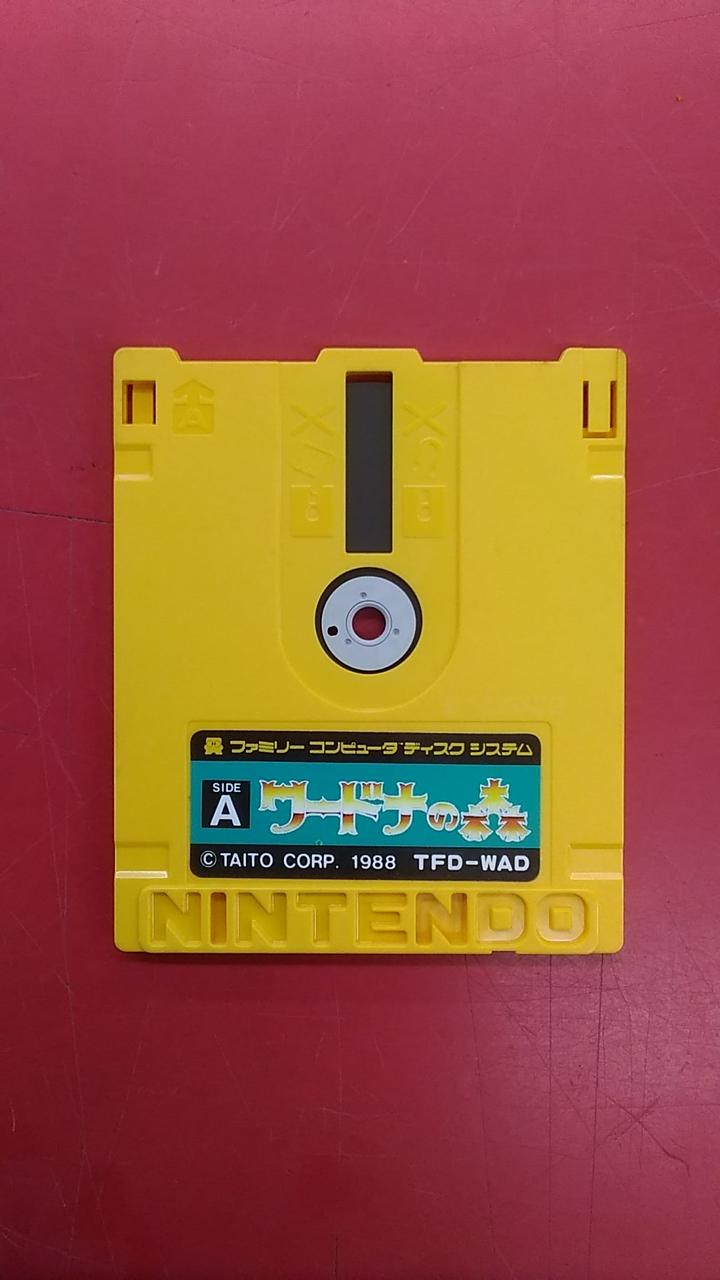 A
ファミリー コンピュータ ディスク システム
SIDE
A
ワードナの森
© TAITO CORP. 1988 TFD-WAD
NINTENDO